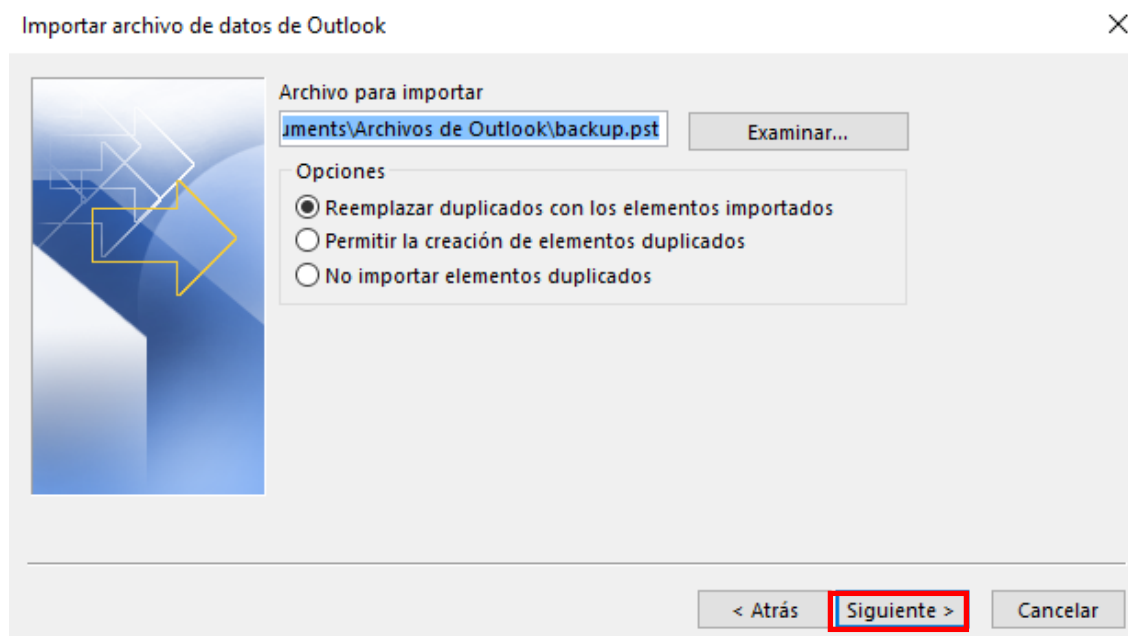 Importar archivo de datos de Outlook
Archivo para importar
uments\Archivos de Outlook\backup.pst
Examinar...
Opciones
Reemplazar duplicados con los elementos importados
Permitir la creación de elementos duplicados
No importar elementos duplicados
< Atrás
Siguiente >
Cancelar